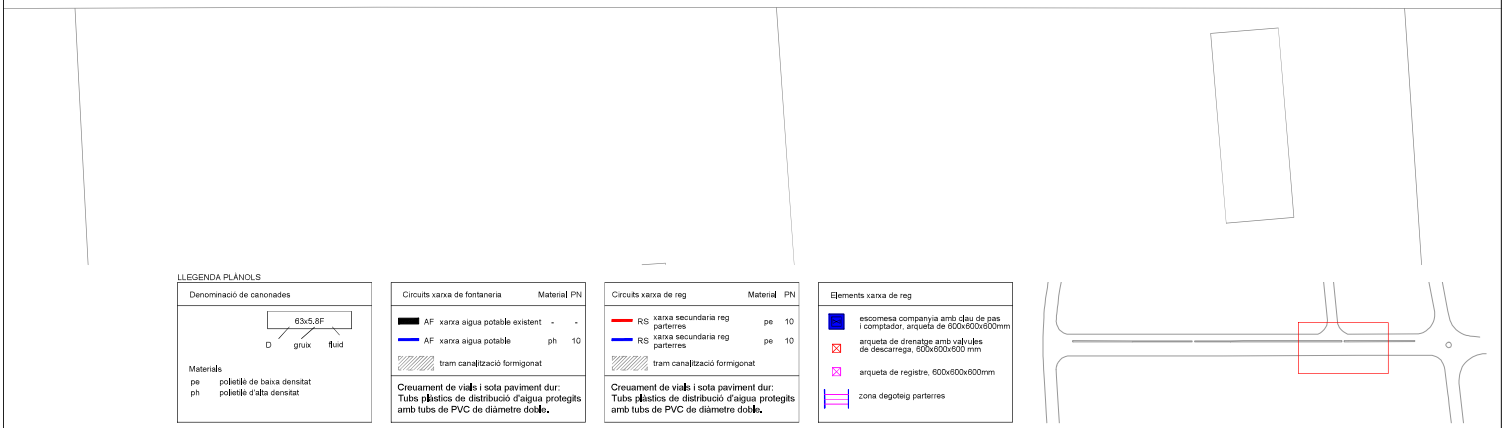 LLEGENDA PLÀNOLS
Denominació de canonades
63x5.8F
D gruix fluid
Materials
pe polietilè de baixa densitat
ph polietilè d'alta densitat
Circuits xarxa de fontaneria Material PN
AF xarxa aigua potable existent - -
AF xarxa aigua potable ph 10
tram canalització formigonat
Creuament de vials i sota paviment dur:
Tubs plàstics de distribució d'aigua protegits
amb tubs de PVC de diàmetre doble.
Circuits xarxa de reg Material PN
RS xarxa secundaria reg
parterres pe 10
RS xarxa secundaria reg
parterres pe 10
tram canalització formigonat
Creuament de vials i sota paviment dur:
Tubs plàstics de distribució d'aigua protegits
amb tubs de PVC de diàmetre doble.
Elements xarxa de reg
escomesa companyia amb clau de pas
i comptador, arqueta de 600x600x600mm
arqueta de drenatge amb valvules
de descarrega, 600x600x600 mm
arqueta de registre, 600x600x600mm
zona degoteig parterres